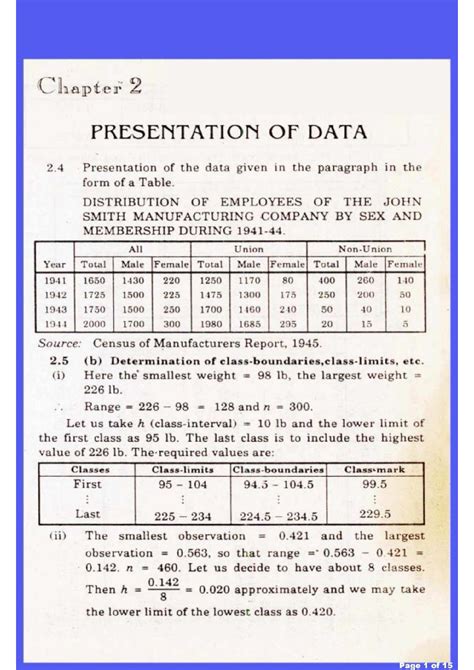 Chapter 2
PRESENTATION OF DATA
2.4 Presentation of the data given in the paragraph in the
form of a Table.
DISTRIBUTION OF EMPLOYEES OF THE JOHN
SMITH MANUFACTURING COMPANY BY SEX AND
MEMBERSHIP DURING 1941-44.
All Union Non-Union
Year Total Male Female Total Male Female Total Male Female
1941 1650 1430 220 1250 1170 80 400 260 140
1942 1725 1500 225 1475 1300 175 250 200 50
1943 1750 1500 250 1700 1460 240 50 40 10
1944 2000 1700 300 1980 1685 295 20 15 5
Source: Census of Manufacturers Report, 1945.
2.5 (b) Determination of class-boundaries,class-limits, etc.
(i) Here the smallest weight = 98 lb, the largest weight =
226 lb.
∴ Range = 226 – 98 = 128 and n = 300.
Let us take h (class-interval) = 10 lb and the lower limit of
the first class as 95 lb. The last class is to include the highest
value of 226 lb. The required values are:
Classes Class-limits Class-boundaries Class-mark
First 95 – 104 94.5 – 104.5 99.5
⋮ ⋮ ⋮ ⋮
Last 225 – 234 224.5 – 234.5 229.5
(ii) The smallest observation = 0.421 and the largest
observation = 0.563, so that range = 0.563 – 0.421 =
0.142. n = 460. Let us decide to have about 8 classes.
Then h = 0.142/8 = 0.020 approximately and we may take
the lower limit of the lowest class as 0.420.
Page 1 of 15